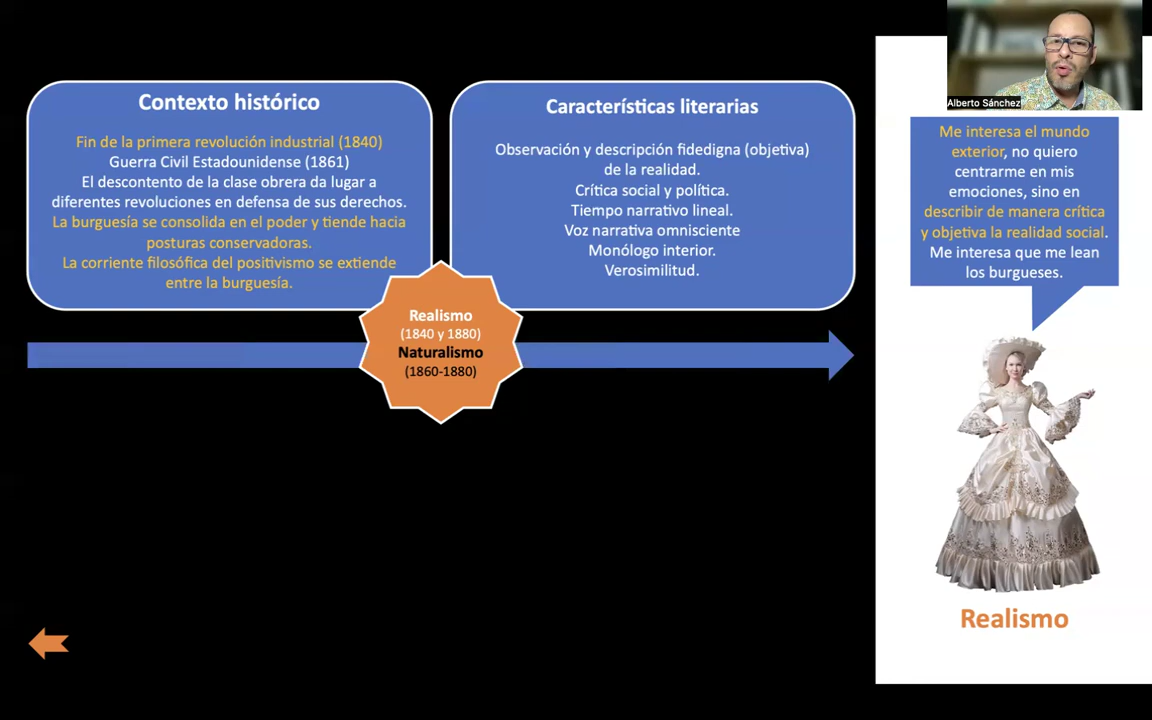 Contexto histórico
Fin de la primera revolución industrial (1840)
Guerra Civil Estadounidense (1861)
El descontento de la clase obrera da lugar a
diferentes revoluciones en defensa de sus derechos.
La burguesía se consolida en el poder y tiende hacia
posturas conservadoras.
La corriente filosófica del positivismo se extiende
entre la burguesía.
Características literarias
Observación y descripción fidedigna (objetiva)
de la realidad.
Crítica social y política.
Tiempo narrativo lineal.
Voz narrativa omnisciente
Monólogo interior.
Verosimilitud.
Realismo
(1840 y 1880)
Naturalismo
(1860-1880)
Alberto Sánchez
Me interesa el mundo
exterior, no quiero
centrarme en mis
emociones, sino en
describir de manera crítica
y objetiva la realidad social.
Me interesa que me lean
los burgueses.
Realismo